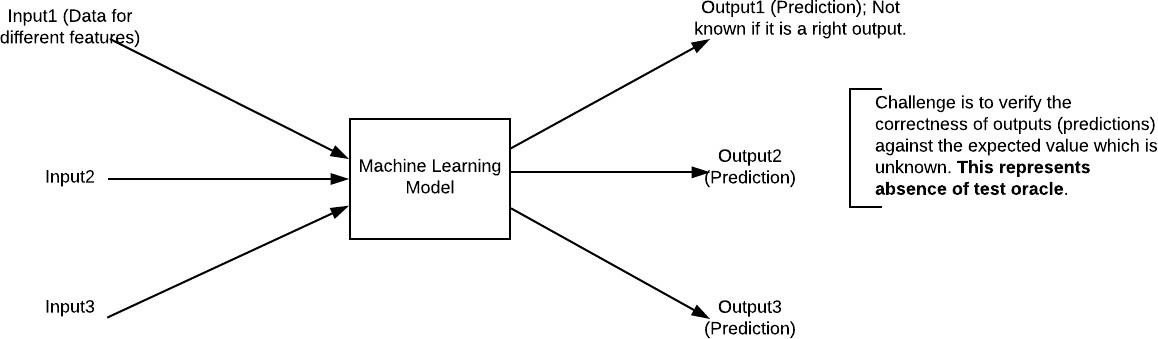 Input1 (Data for
different features)
Input2
Input3
Machine Learning
Model
Output1 (Prediction); Not
known if it is a right output.
Output2
(Prediction)
Output3
(Prediction)
Challenge is to verify the
correctness of outputs (predictions)
against the expected value which is
unknown. This represents
absence of test oracle.